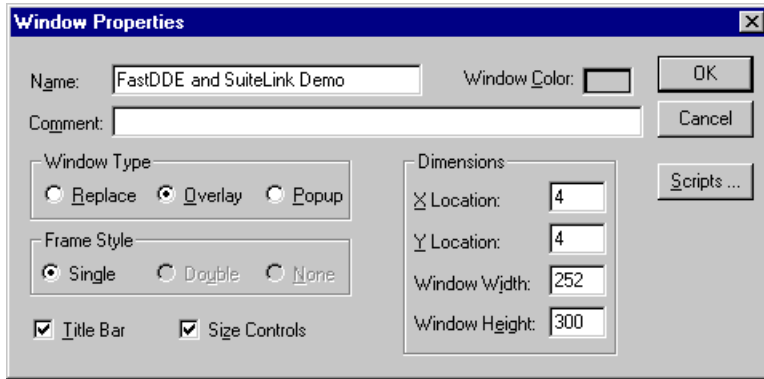 Window Properties
Name: FastDDE and SuiteLink Demo Window Color: OK
Comment: Cancel
Window Type Dimensions Scripts ...
Replace Overlay Popup X Location: 4
Frame Style Y Location: 4
Single Double None Window Width: 252
Title Bar Size Controls Window Height: 300